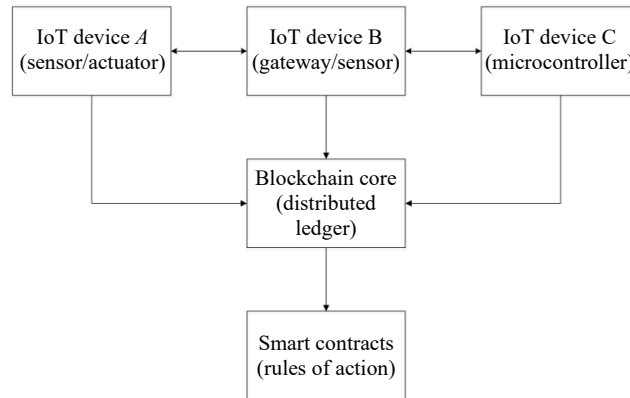 IoT device A
(sensor/actuator)
IoT device B
(gateway/sensor)
IoT device C
(microcontroller)
Blockchain core
(distributed
ledger)
Smart contracts
(rules of action)